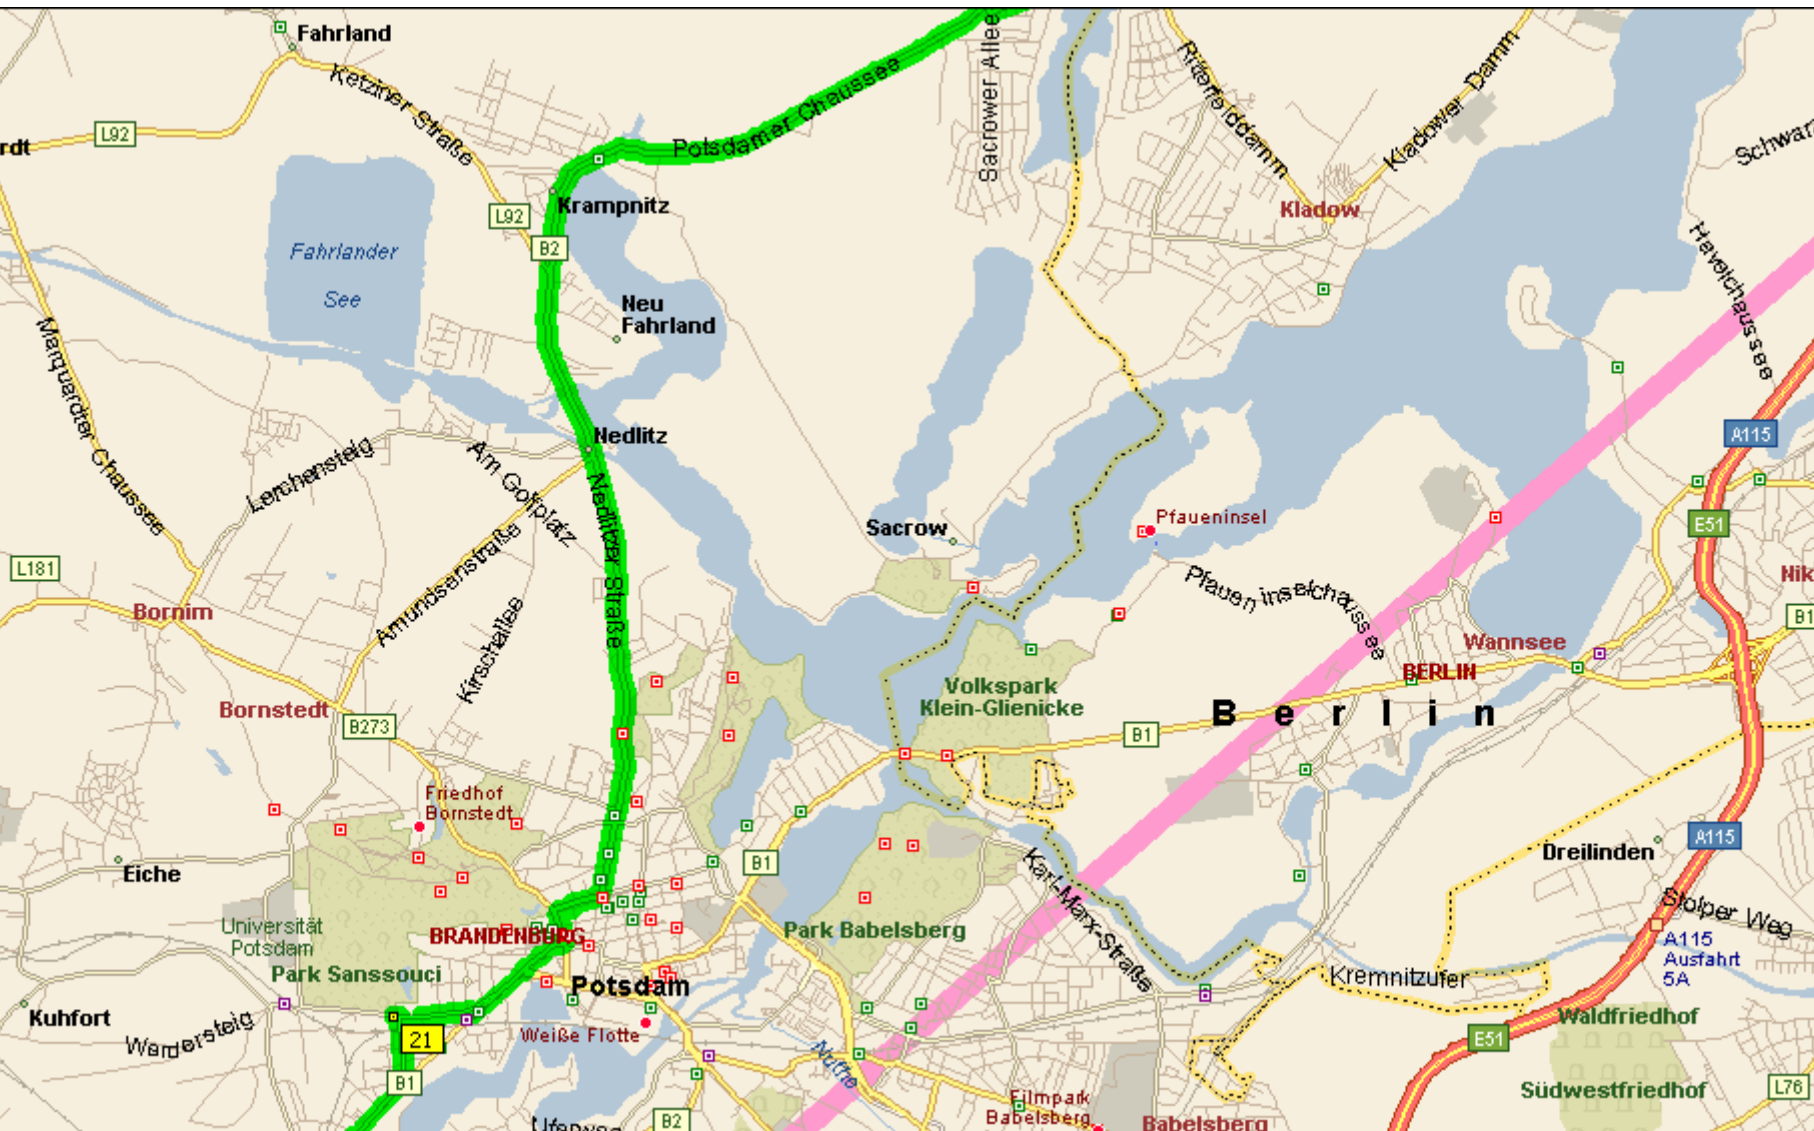 Fahrland
Ketziner Straße
L92
rdt
Potsdamer Chaussee
Sacrower Allee
Ritterfelddamm
Kladower Damm
Schwar
Krampnitz
L92
Kladow
B2
Fahrlander
See
Havelchaussee
Neu
Fahrland
Marquardter Chaussee
A115
Nedlitz
Lerchensteig
Am Golfplatz
Nedlitzer Straße
Sacrow
Pfaueninsel
E51
Amundsenstraße
L181
Pfaueninselchaussee
Nik
Bornim
Kirschallee
B1
Wannsee
BERLIN
Volkspark
Klein-Glienicke
Bornstedt
B273
Berlin
B1
Friedhof
Bornstedt
A115
Dreilinden
B1
Eiche
Karl-Marx-Straße
Stolper Weg
Universität
Potsdam
BRANDENBURG
Park Babelsberg
A115
Ausfahrt
5A
Park Sanssouci
Potsdam
Kremnitzufer
Kuhfort
Werdersteig
21
Weiße Flotte
Waldfriedhof
E51
Nuthe
B1
Südwestfriedhof
L76
Filmpark
Babelsberg
B2
Babelsberg